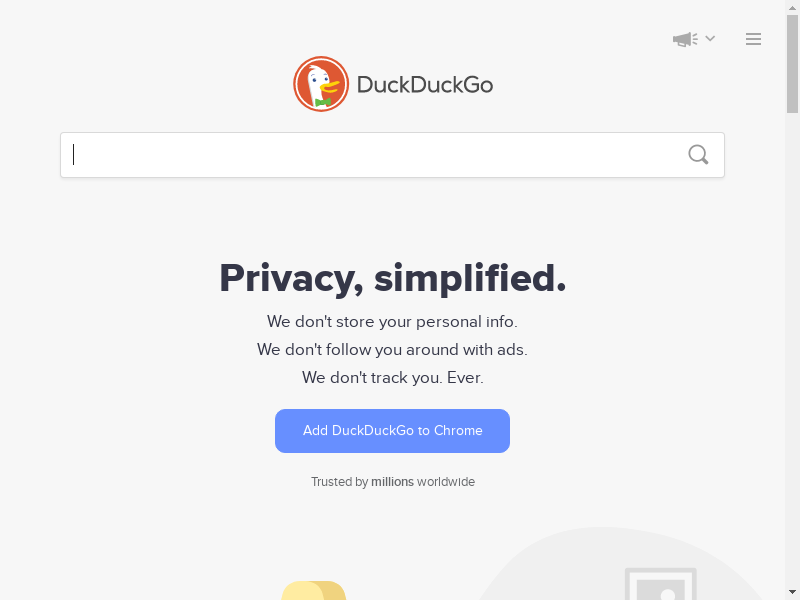 DuckDuckGo
Privacy, simplified.
We don't store your personal info.
We don't follow you around with ads.
We don't track you. Ever.
Add DuckDuckGo to Chrome
Trusted by millions worldwide